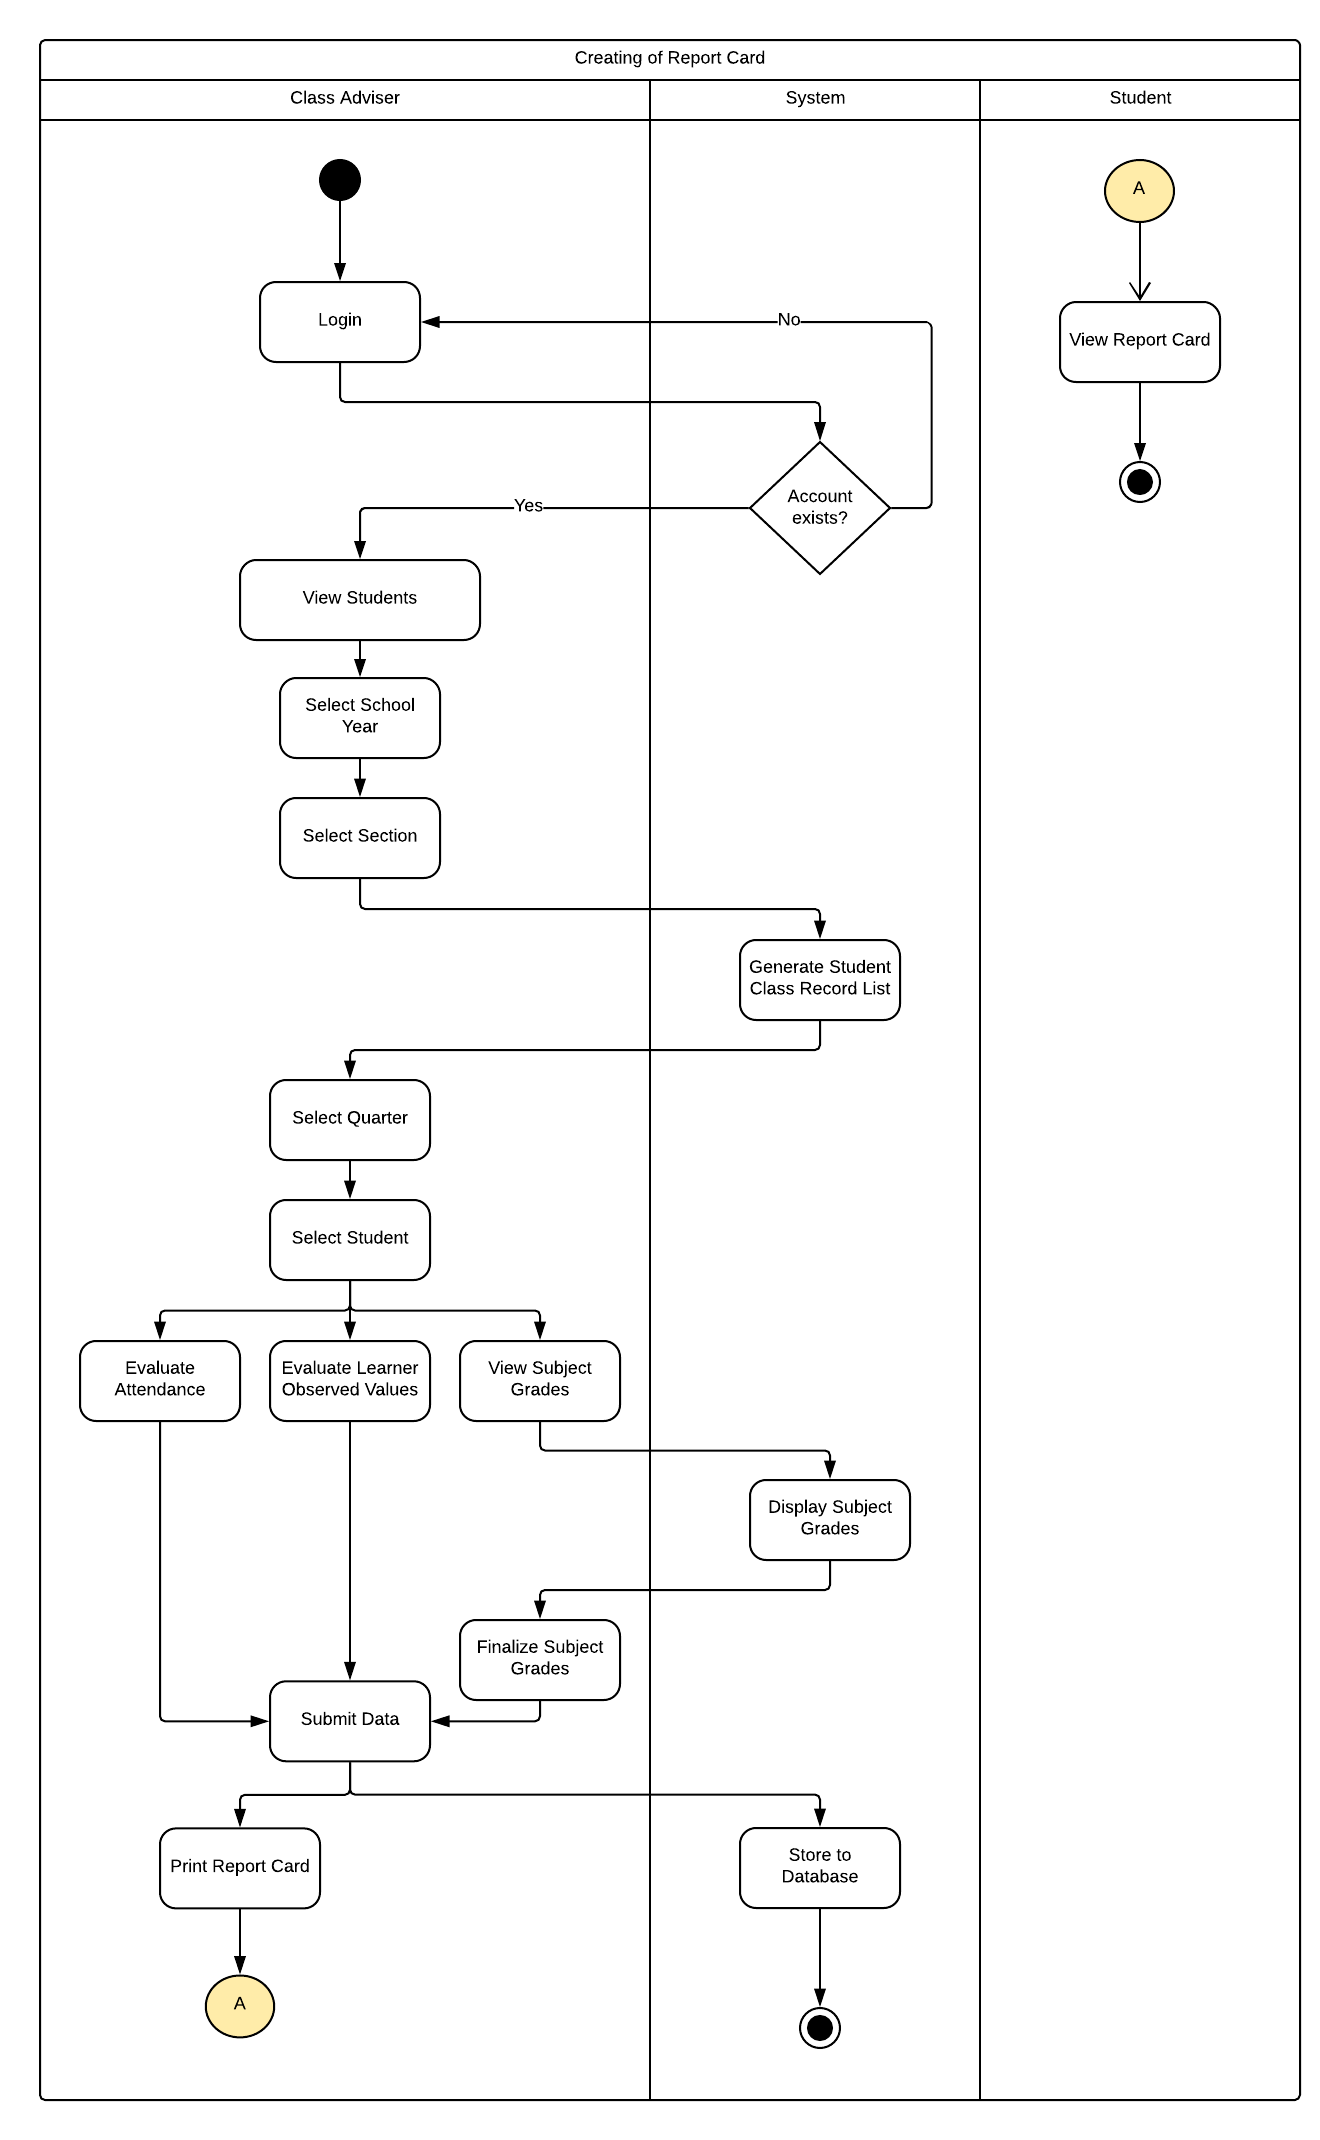 Creating of Report Card
Class Adviser
System
Student
A
Login
No
View Report Card
Account
exists?
Yes
View Students
Select School
Year
Select Section
Generate Student
Class Record List
Select Quarter
Select Student
Evaluate
Attendance
Evaluate Learner
Observed Values
View Subject
Grades
Display Subject
Grades
Finalize Subject
Grades
Submit Data
Print Report Card
Store to
Database
A